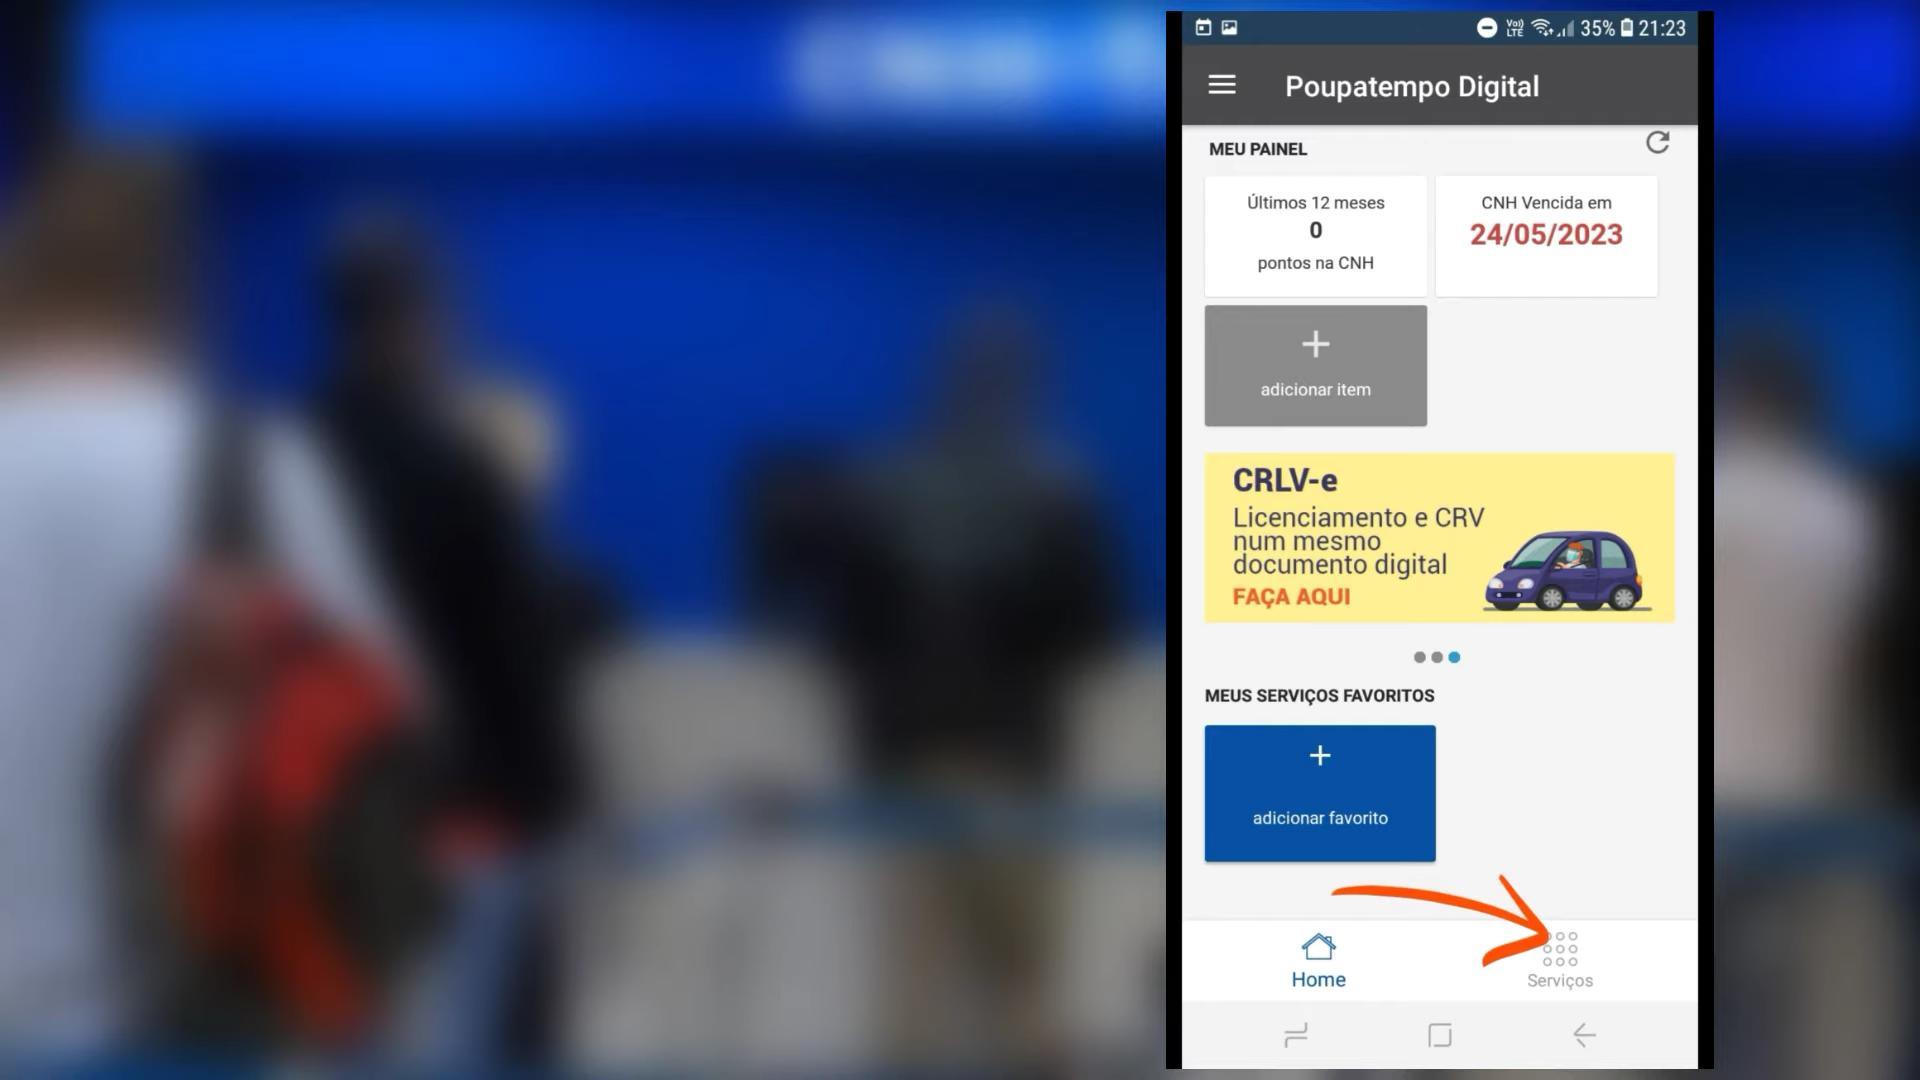 Vo)) LTE 35% 21:23
Poupatempo Digital
MEU PAINEL
Últimos 12 meses
0
pontos na CNH
CNH Vencida em
24/05/2023
+
adicionar item
CRLV-e
Licenciamento e CRV
num mesmo
documento digital
FAÇA AQUI
MEUS SERVIÇOS FAVORITOS
+
adicionar favorito
Home
Serviços